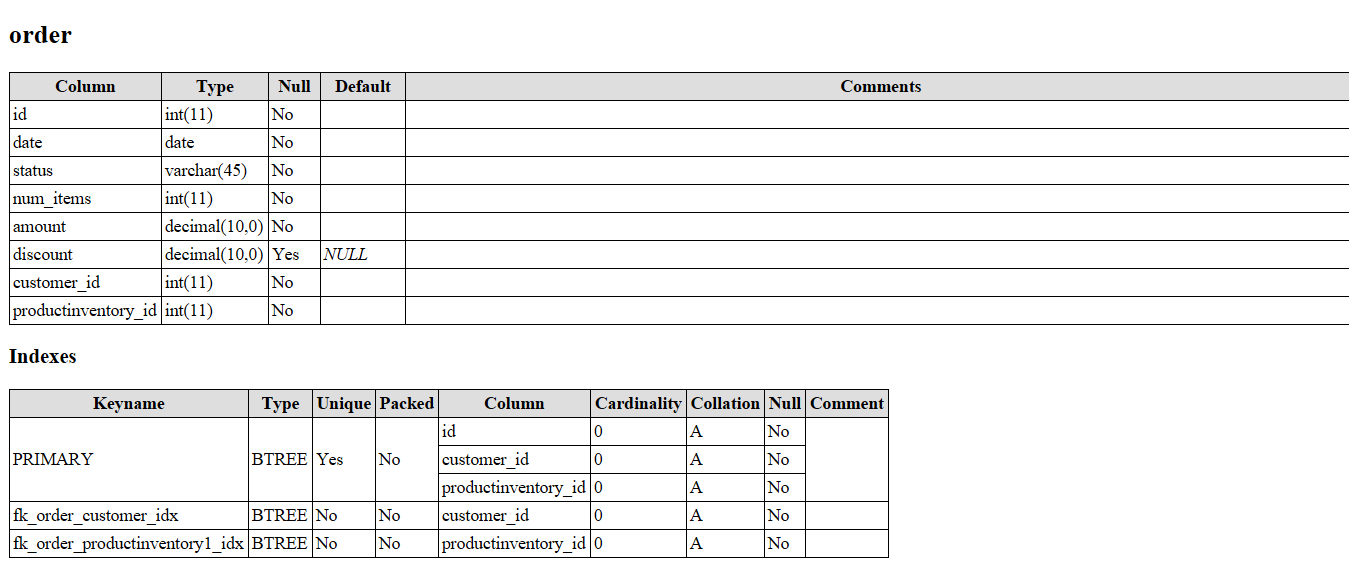 order
Column Type Null Default Comments
id int(11) No
date date No
status varchar(45) No
num_items int(11) No
amount decimal(10,0) No
discount decimal(10,0) Yes NULL
customer_id int(11) No
productinventory_id int(11) No
Indexes
Keyname Type Unique Packed Column Cardinality Collation Null Comment
PRIMARY BTREE Yes No id 0 A No
customer_id 0 A No
productinventory_id 0 A No
fk_order_customer_idx BTREE No No customer_id 0 A No
fk_order_productinventory1_idx BTREE No No productinventory_id 0 A No